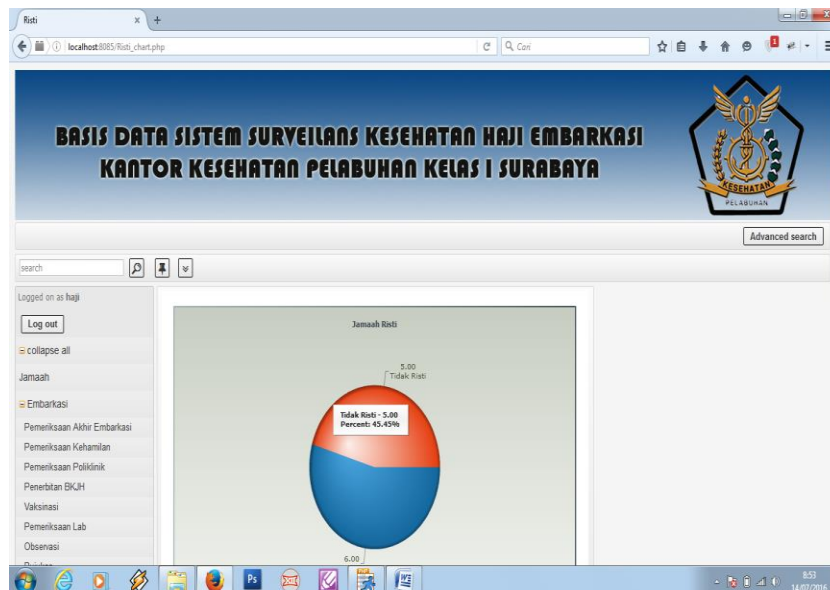 Risti
localhost:8085/Risti_chart.php
Cari
1
BASIS DATA SISTEM SURVEILANS KESEHATAN HAJI EMBARKASI
KANTOR KESEHATAN PELABUHAN KELAS I SURABAYA
KESEHATAN
PELABUHAN
Advanced search
search
Logged on as haji
Log out
collapse all
Jamaah
Embarkasi
Pemeriksaan Akhir Embarkasi
Pemeriksaan Kehamilan
Pemeriksaan Poliklinik
Penerbitan BKJH
Vaksinasi
Pemeriksaan Lab
Obsenasi
Jamaah Risti
5.00
Tidak Risti
Tidak Risti - 5.00
Percent: 45.45%
6.00
Ps
8:53
14/07/2016